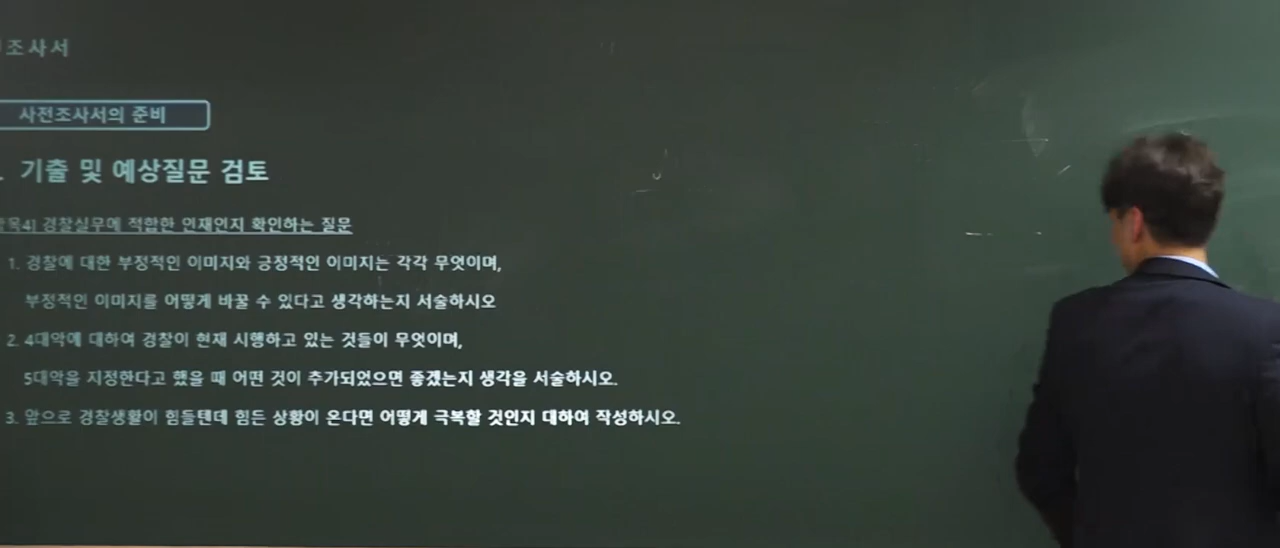 조사서
사전조사서의 준비
. 기출 및 예상질문 검토
목4] 경찰실무에 적합한 인재인지 확인하는 질문
1. 경찰에 대한 부정적인 이미지와 긍정적인 이미지는 각각 무엇이며,
부정적인 이미지를 어떻게 바꿀 수 있다고 생각하는지 서술하시오
2. 4대악에 대하여 경찰이 현재 시행하고 있는 것들이 무엇이며,
5대악을 지정한다고 했을 때 어떤 것이 추가되었으면 좋겠는지 생각을 서술하시오.
3. 앞으로 경찰생활이 힘들텐데 힘든 상황이 온다면 어떻게 극복할 것인지 대하여 작성하시오.